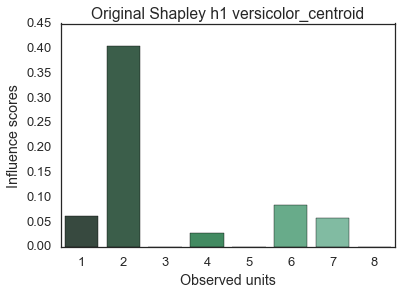 Original Shapley h1 versicolor_centroid
Influence scores
0.45
0.40
0.35
0.30
0.25
0.20
0.15
0.10
0.05
0.00
1 2 3 4 5 6 7 8
Observed units